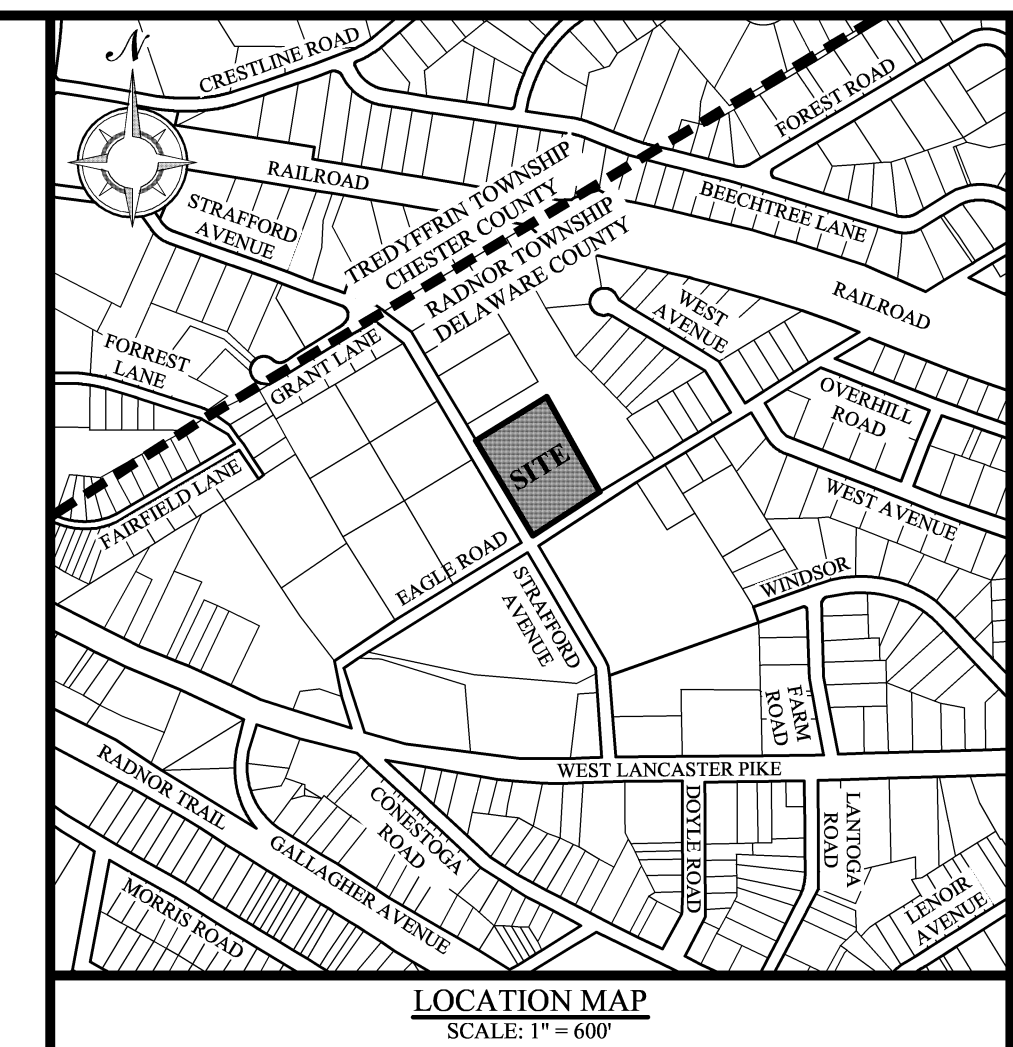 N
CRESTLINE ROAD
FOREST ROAD
RAILROAD
TREDYFFRIN TOWNSHIP
CHESTER COUNTY
RADNOR TOWNSHIP
DELAWARE COUNTY
BEECHTREE LANE
STRAFFORD
AVENUE
RAILROAD
WEST
AVENUE
FORREST
LANE
GRANT LANE
OVERHILL
ROAD
SITE
FAIRFIELD LANE
WEST AVENUE
EAGLE ROAD
STRAFFORD
AVENUE
WINDSOR
FARM
ROAD
WEST LANCASTER PIKE
RADNOR TRAIL
CONESTOGA
ROAD
DOYLE ROAD
LANTOGA
ROAD
GALLAGHER AVENUE
MORRIS ROAD
LENOIR
AVENUE
LOCATION MAP
SCALE: 1" = 600'